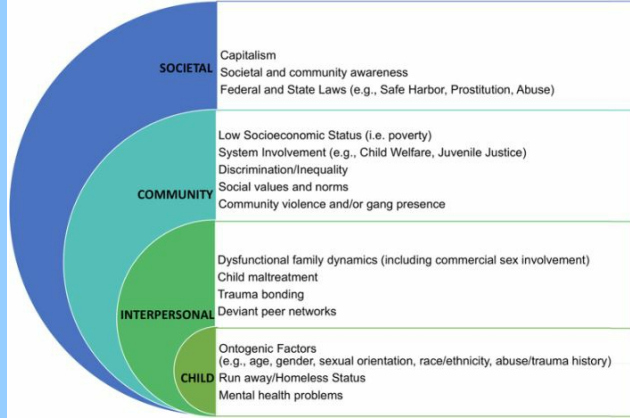 SOCIETAL
Capitalism
Societal and community awareness
Federal and State Laws (e.g., Safe Harbor, Prostitution, Abuse)
COMMUNITY
Low Socioeconomic Status (i.e. poverty)
System Involvement (e.g., Child Welfare, Juvenile Justice)
Discrimination/Inequality
Social values and norms
Community violence and/or gang presence
INTERPERSONAL
Dysfunctional family dynamics (including commercial sex involvement)
Child maltreatment
Trauma bonding
Deviant peer networks
CHILD
Ontogenic Factors
(e.g., age, gender, sexual orientation, race/ethnicity, abuse/trauma history)
Run away/Homeless Status
Mental health problems